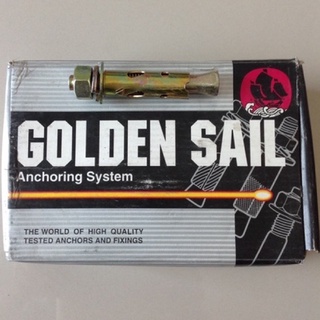 GOLDEN SAIL
Anchoring System
THE WORLD OF HIGH QUALITY
TESTED ANCHORS AND FIXINGS